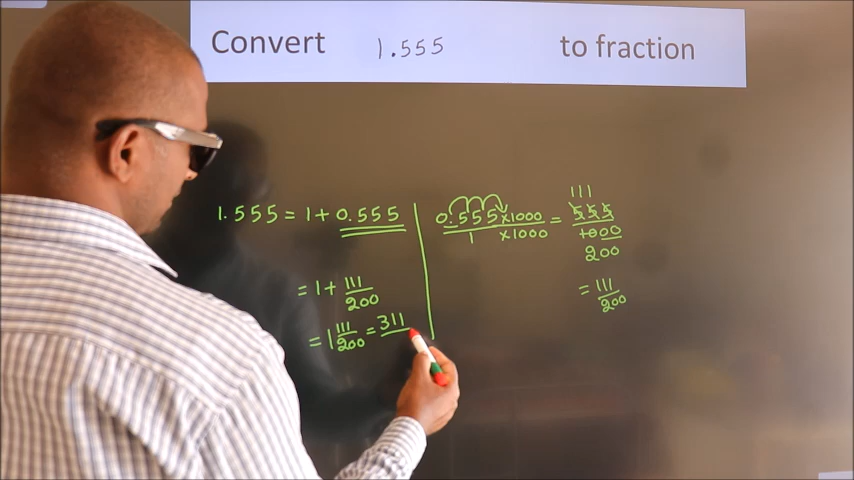 Convert 1.555 to fraction
1.555 = 1 + 0.555
= 1 + 111/200
= 1 111/200 = 311
0.555 ×1000 / 1 ×1000 = 555/1000
111
200
= 111/200